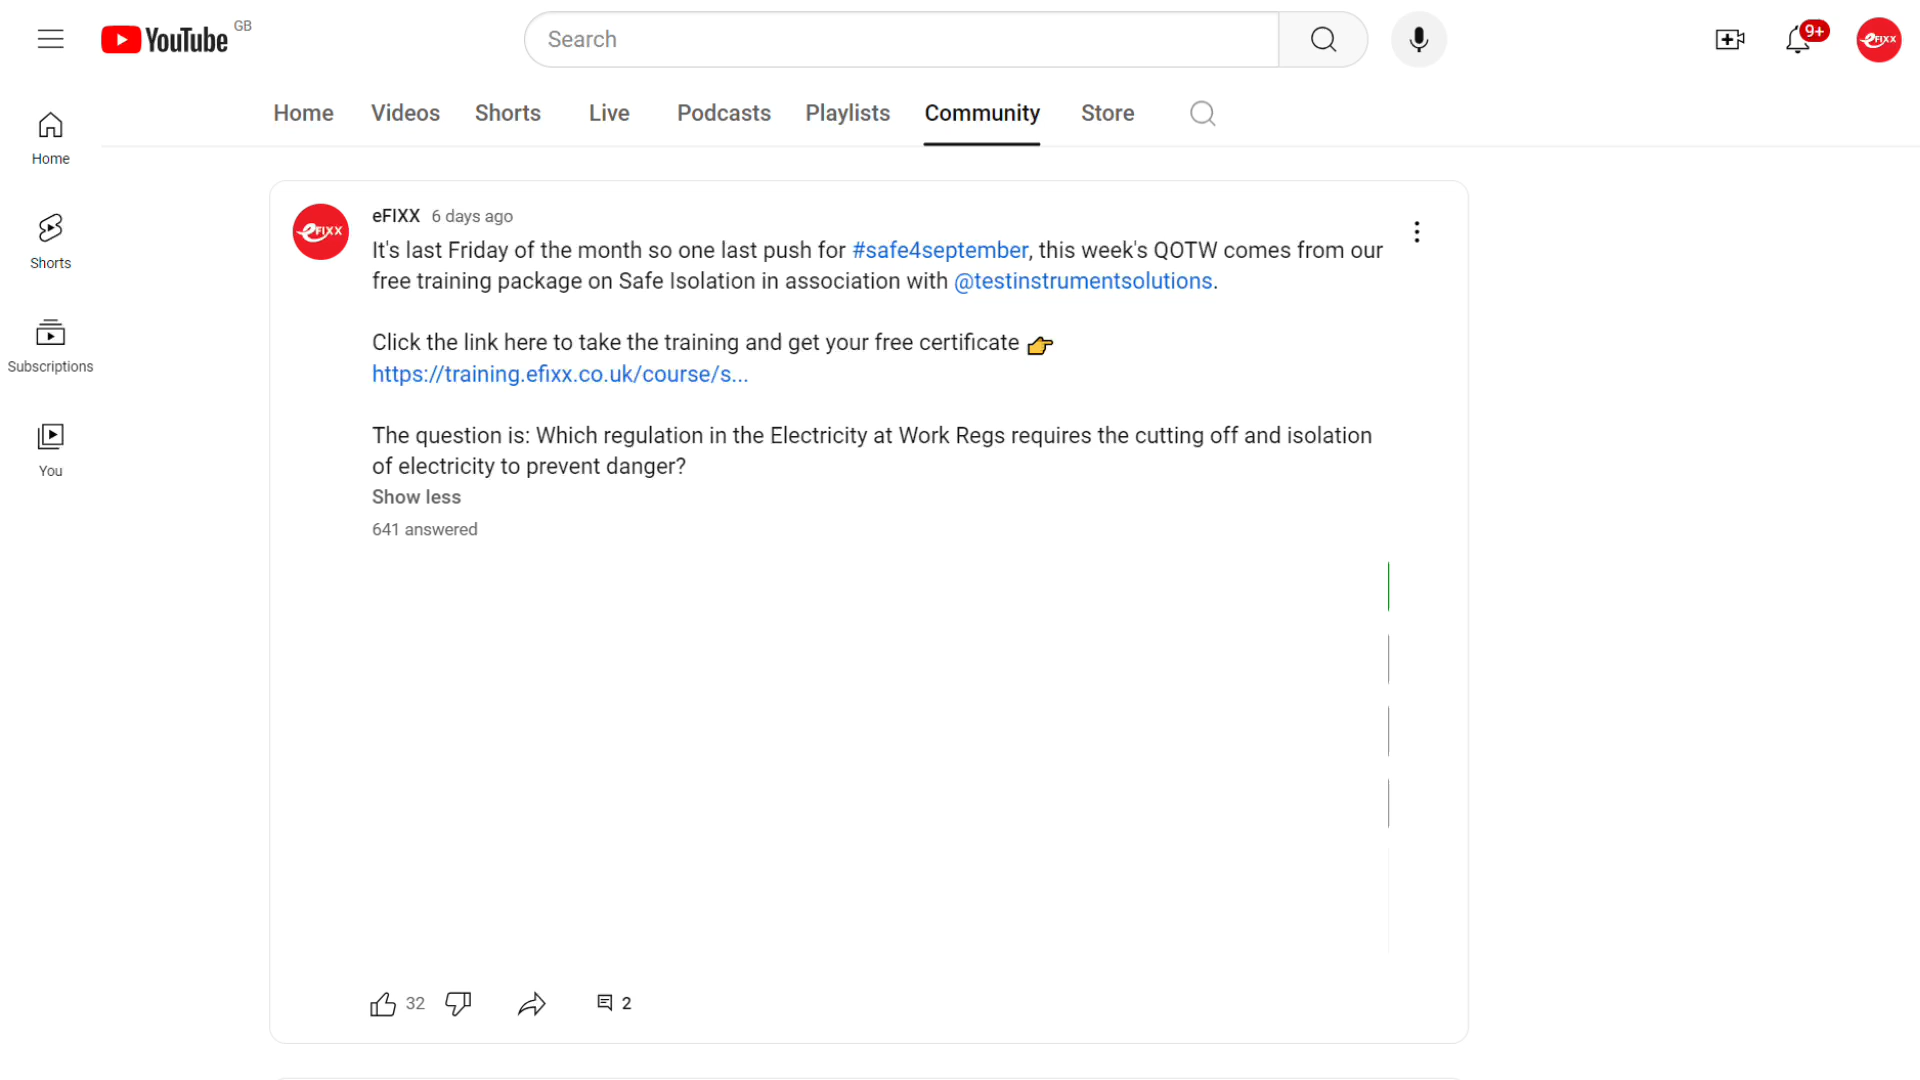 YouTube GB
Search
9+
eFIXX
Home Videos Shorts Live Podcasts Playlists Community Store
Home
Shorts
Subscriptions
You
eFIXX
eFIXX 6 days ago
It's last Friday of the month so one last push for #safe4september, this week's QOTW comes from our
free training package on Safe Isolation in association with @testinstrumentsolutions.
Click the link here to take the training and get your free certificate 👉
https://training.efixx.co.uk/course/s...
The question is: Which regulation in the Electricity at Work Regs requires the cutting off and isolation
of electricity to prevent danger?
Show less
641 answered
32
2